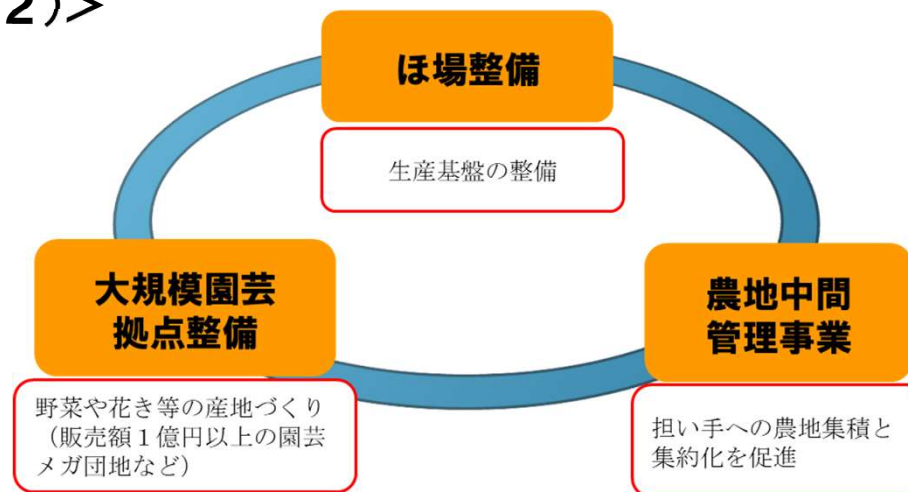 2)>
ほ場整備
生産基盤の整備
大規模園芸
拠点整備
野菜や花き等の産地づくり
（販売額１億円以上の園芸
メガ団地など）
農地中間
管理事業
担い手への農地集積と
集約化を促進